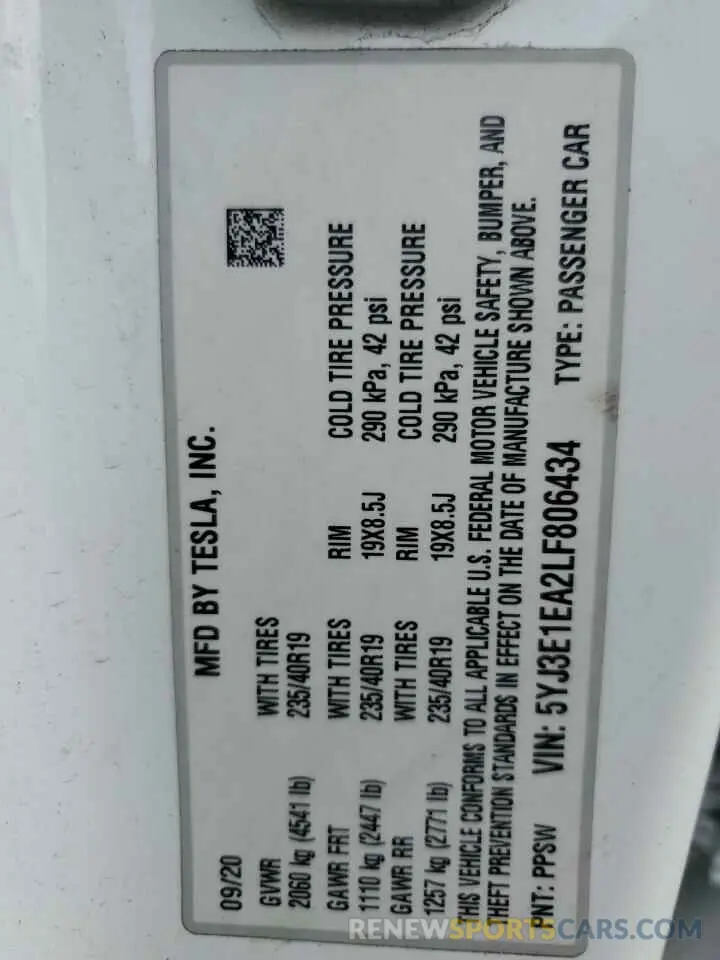 MFD BY TESLA, INC.
09/20
GVWR WITH TIRES
2060 kg (4541 lb) 235/40R19
GAWR FRT WITH TIRES RIM COLD TIRE PRESSURE
1110 kg (2447 lb) 235/40R19 19X8.5J 290 kPa, 42 psi
GAWR RR WITH TIRES RIM COLD TIRE PRESSURE
1257 kg (2771 lb) 235/40R19 19X8.5J 290 kPa, 42 psi
THIS VEHICLE CONFORMS TO ALL APPLICABLE U.S. FEDERAL MOTOR VEHICLE SAFETY, BUMPER, AND
THEFT PREVENTION STANDARDS IN EFFECT ON THE DATE OF MANUFACTURE SHOWN ABOVE.
PNT: PPSW VIN: 5YJ3E1EA2LF806434 TYPE: PASSENGER CAR
RENEWSPORTSCARS.COM